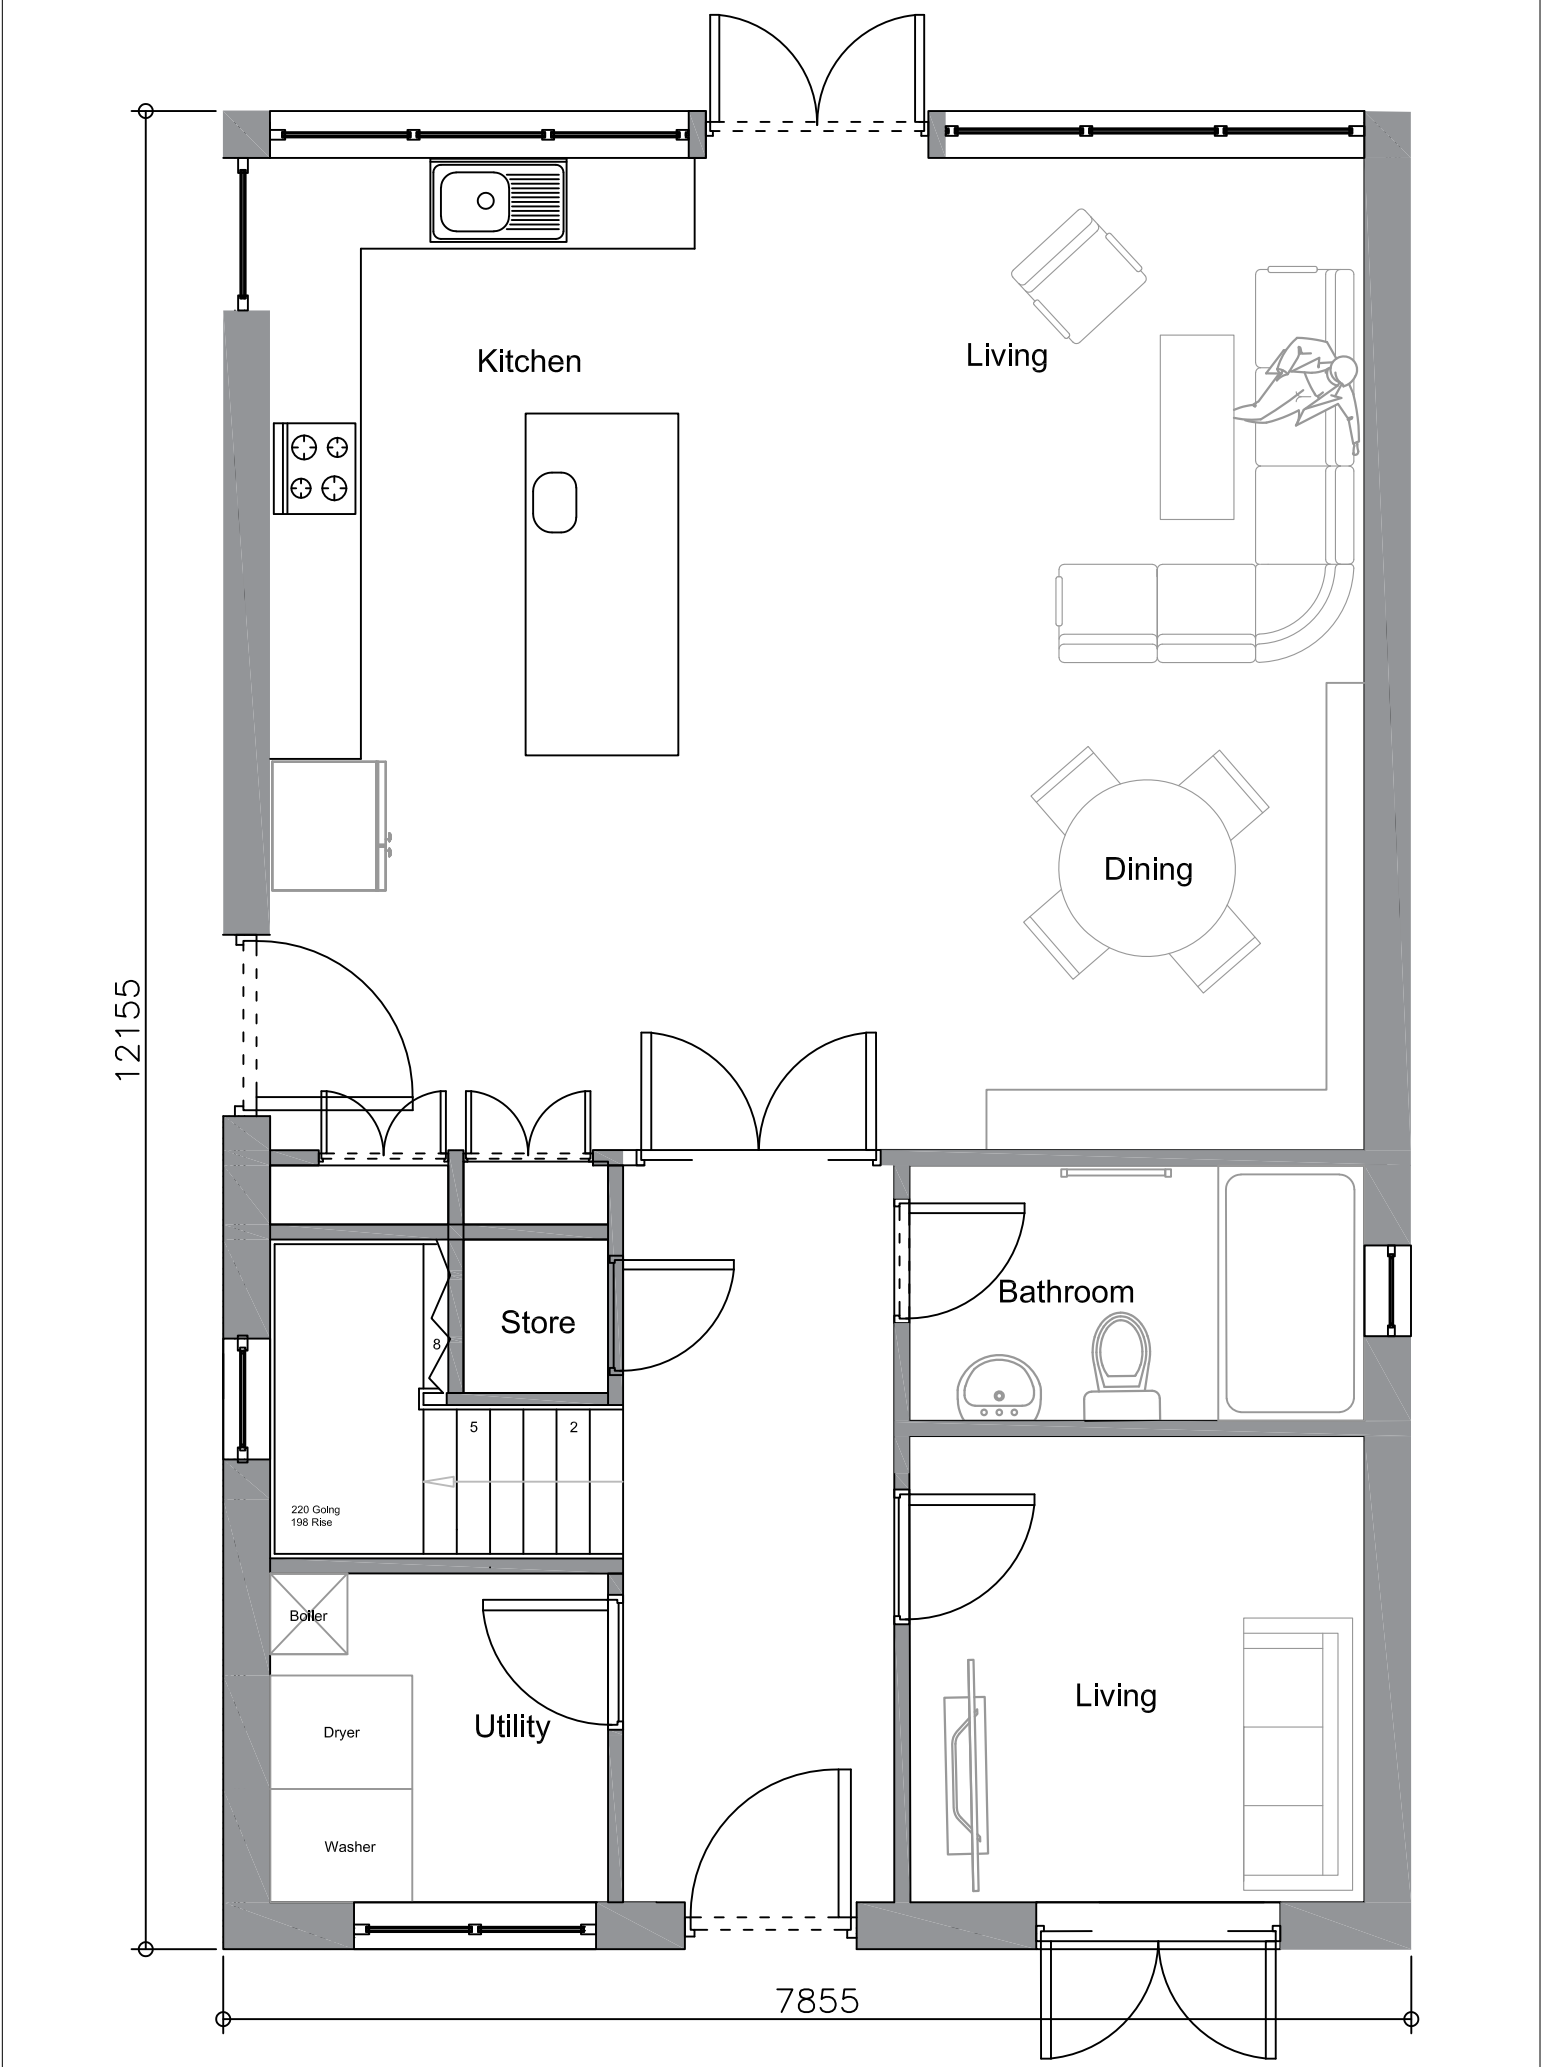 Kitchen
Living
Dining
12155
Bathroom
Store
8
5
2
220 Going
198 Rise
Boiler
Living
Utility
Dryer
Washer
7855